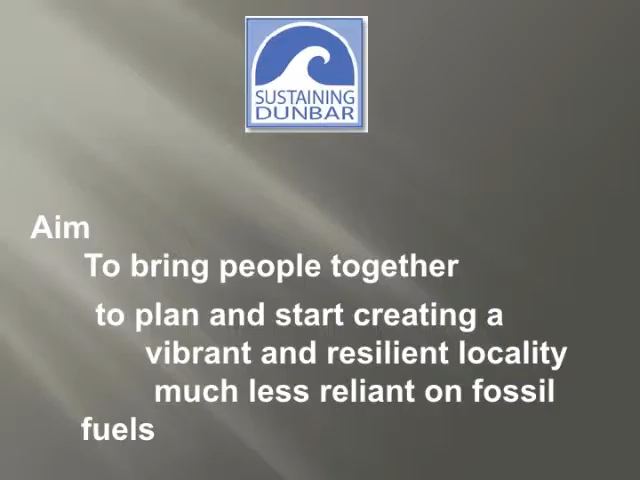 SUSTAINING
DUNBAR
Aim
To bring people together
to plan and start creating a
vibrant and resilient locality
much less reliant on fossil
fuels